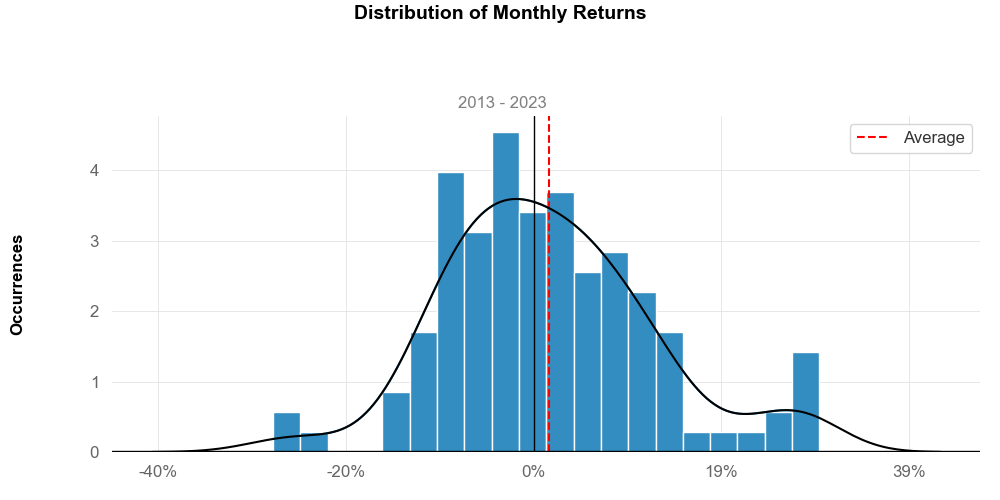 Distribution of Monthly Returns
2013 - 2023
Average
Occurrences
4
3
2
1
0
-40%
-20%
0%
19%
39%